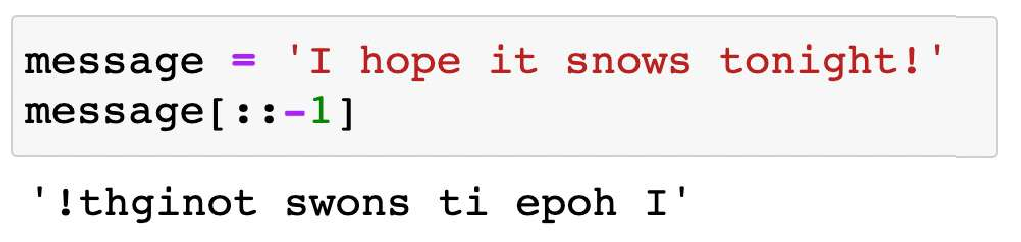 message = 'I hope it snows tonight!'
message[::-1]
'!thginot swons ti epoh I'